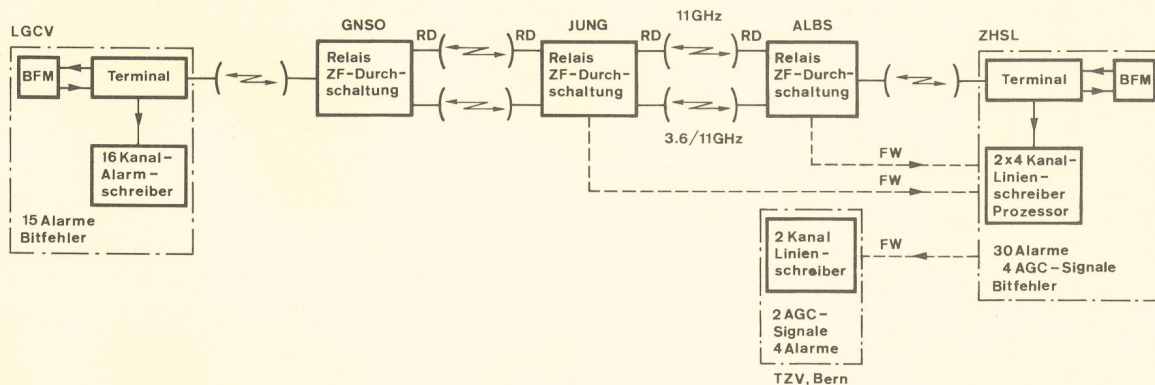 LGCV
BFM
Terminal
16 Kanal–
Alarm–
schreiber
15 Alarme
Bitfehler
GNSO
Relais
ZF–Durch–
schaltung
RD
RD
JUNG
Relais
ZF–Durch–
schaltung
RD
11GHz
RD
3.6/11GHz
ALBS
Relais
ZF–Durch–
schaltung
FW
FW
ZHSL
Terminal
BFM
2x4 Kanal–
Linien–
schreiber
Prozessor
30 Alarme
4 AGC–Signale
Bitfehler
FW
2 Kanal
Linien–
schreiber
2 AGC–
Signale
4 Alarme
TZV, Bern